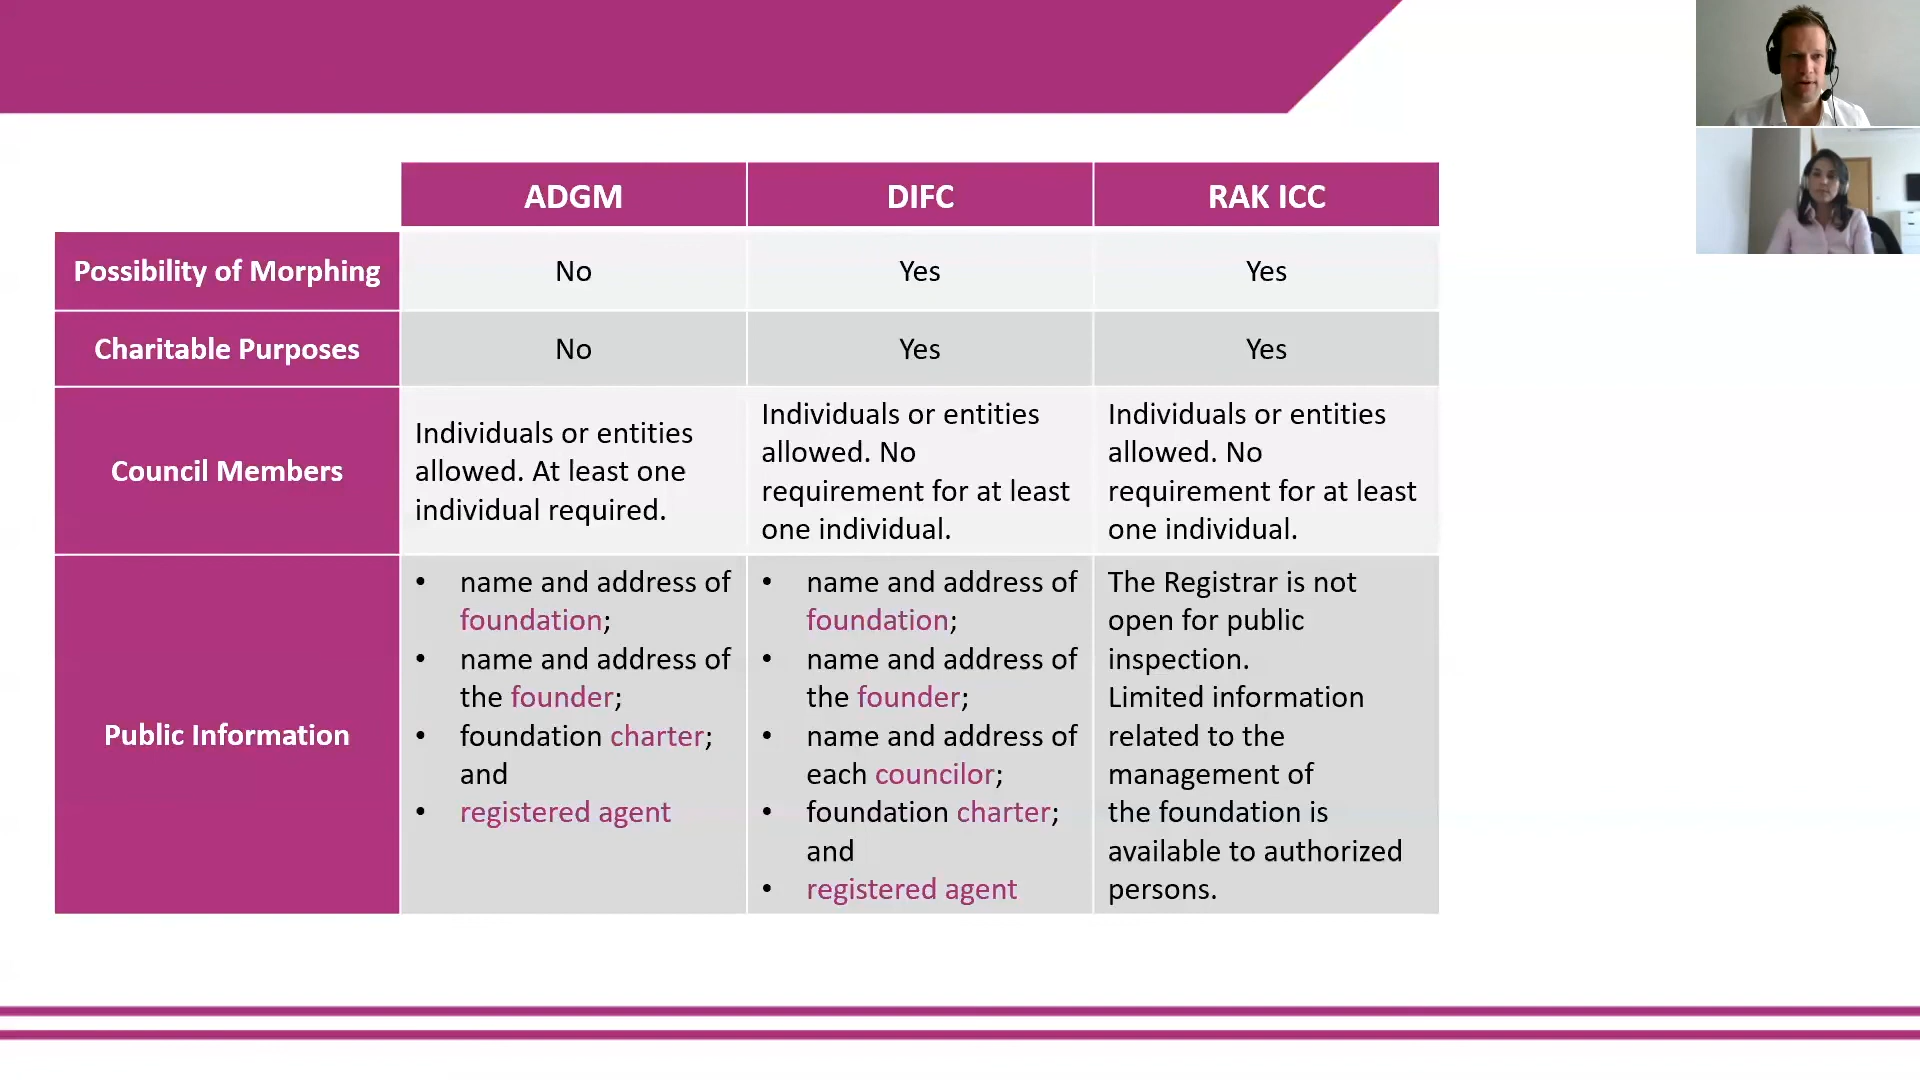 ADGM
DIFC
RAK ICC
Possibility of Morphing
No
Yes
Yes
Charitable Purposes
No
Yes
Yes
Council Members
Individuals or entities
allowed. At least one
individual required.
Individuals or entities
allowed. No
requirement for at least
one individual.
Individuals or entities
allowed. No
requirement for at least
one individual.
Public Information
• name and address of
foundation;
• name and address of
the founder;
• foundation charter;
and
• registered agent
• name and address of
foundation;
• name and address of
the founder;
• name and address of
each councilor;
• foundation charter;
and
• registered agent
The Registrar is not
open for public
inspection.
Limited information
related to the
management of
the foundation is
available to authorized
persons.